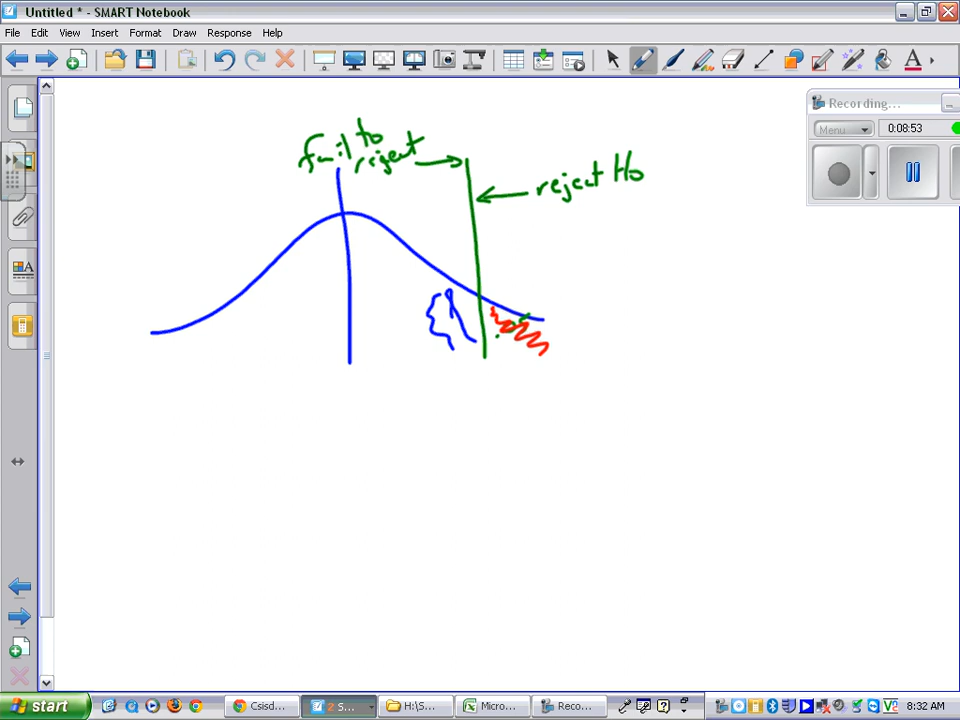 Untitled * - SMART Notebook
File Edit View Insert Format Draw Response Help
Recording...
Menu 0:08:53
fail to
reject
reject Ho
start Csisd... 2 S... H:\S... Micro... Reco... 8:32 AM